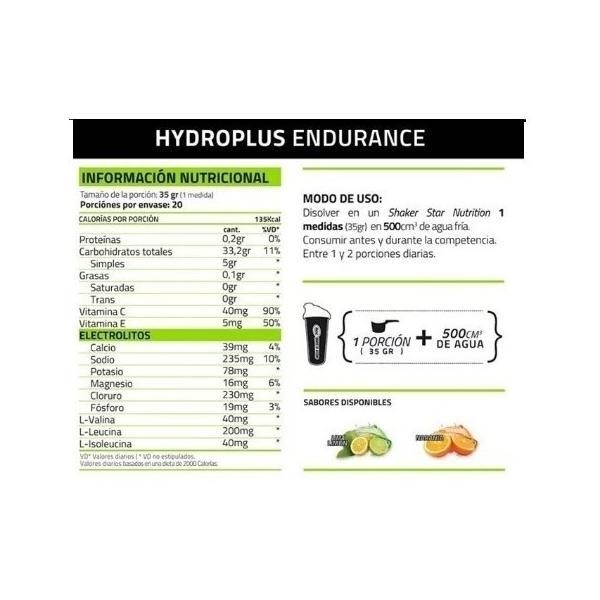 HYDROPLUS ENDURANCE
INFORMACIÓN NUTRICIONAL
Tamaño de la porción; 35 gr (1 medida)
Porciónes por envase: 20
CALORÍAS POR PORCIÓN 135Kcal
cant. %VD*
Proteínas 0,2gr 0%
Carbohidratos totales 33,2gr 11%
Simples 5gr *
Grasas 0,1gr *
Saturadas 0gr *
Trans 0gr *
Vitamina C 40mg 90%
Vitamina E 5mg 50%
ELECTROLITOS
Calcio 39mg 4%
Sodio 235mg 10%
Potasio 78mg *
Magnesio 16mg 6%
Cloruro 230mg *
Fósforo 19mg 3%
L-Valina 40mg *
L-Leucina 200mg *
L-Isoleucina 40mg *
VD* Valores diarios ( * VD no estipulados.
Valores diarios basados en una dieta de 2000 Calorías.
MODO DE USO:
Disolver en un Shaker Star Nutrition 1
medidas (35gr) en 500cm³ de agua fría.
Consumir antes y durante la competencia.
Entre 1 y 2 porciones diarias.
1 PORCIÓN + 500CM³
( 35 GR ) DE AGUA
SABORES DISPONIBLES
LIMA LIMÓN
NARANJA